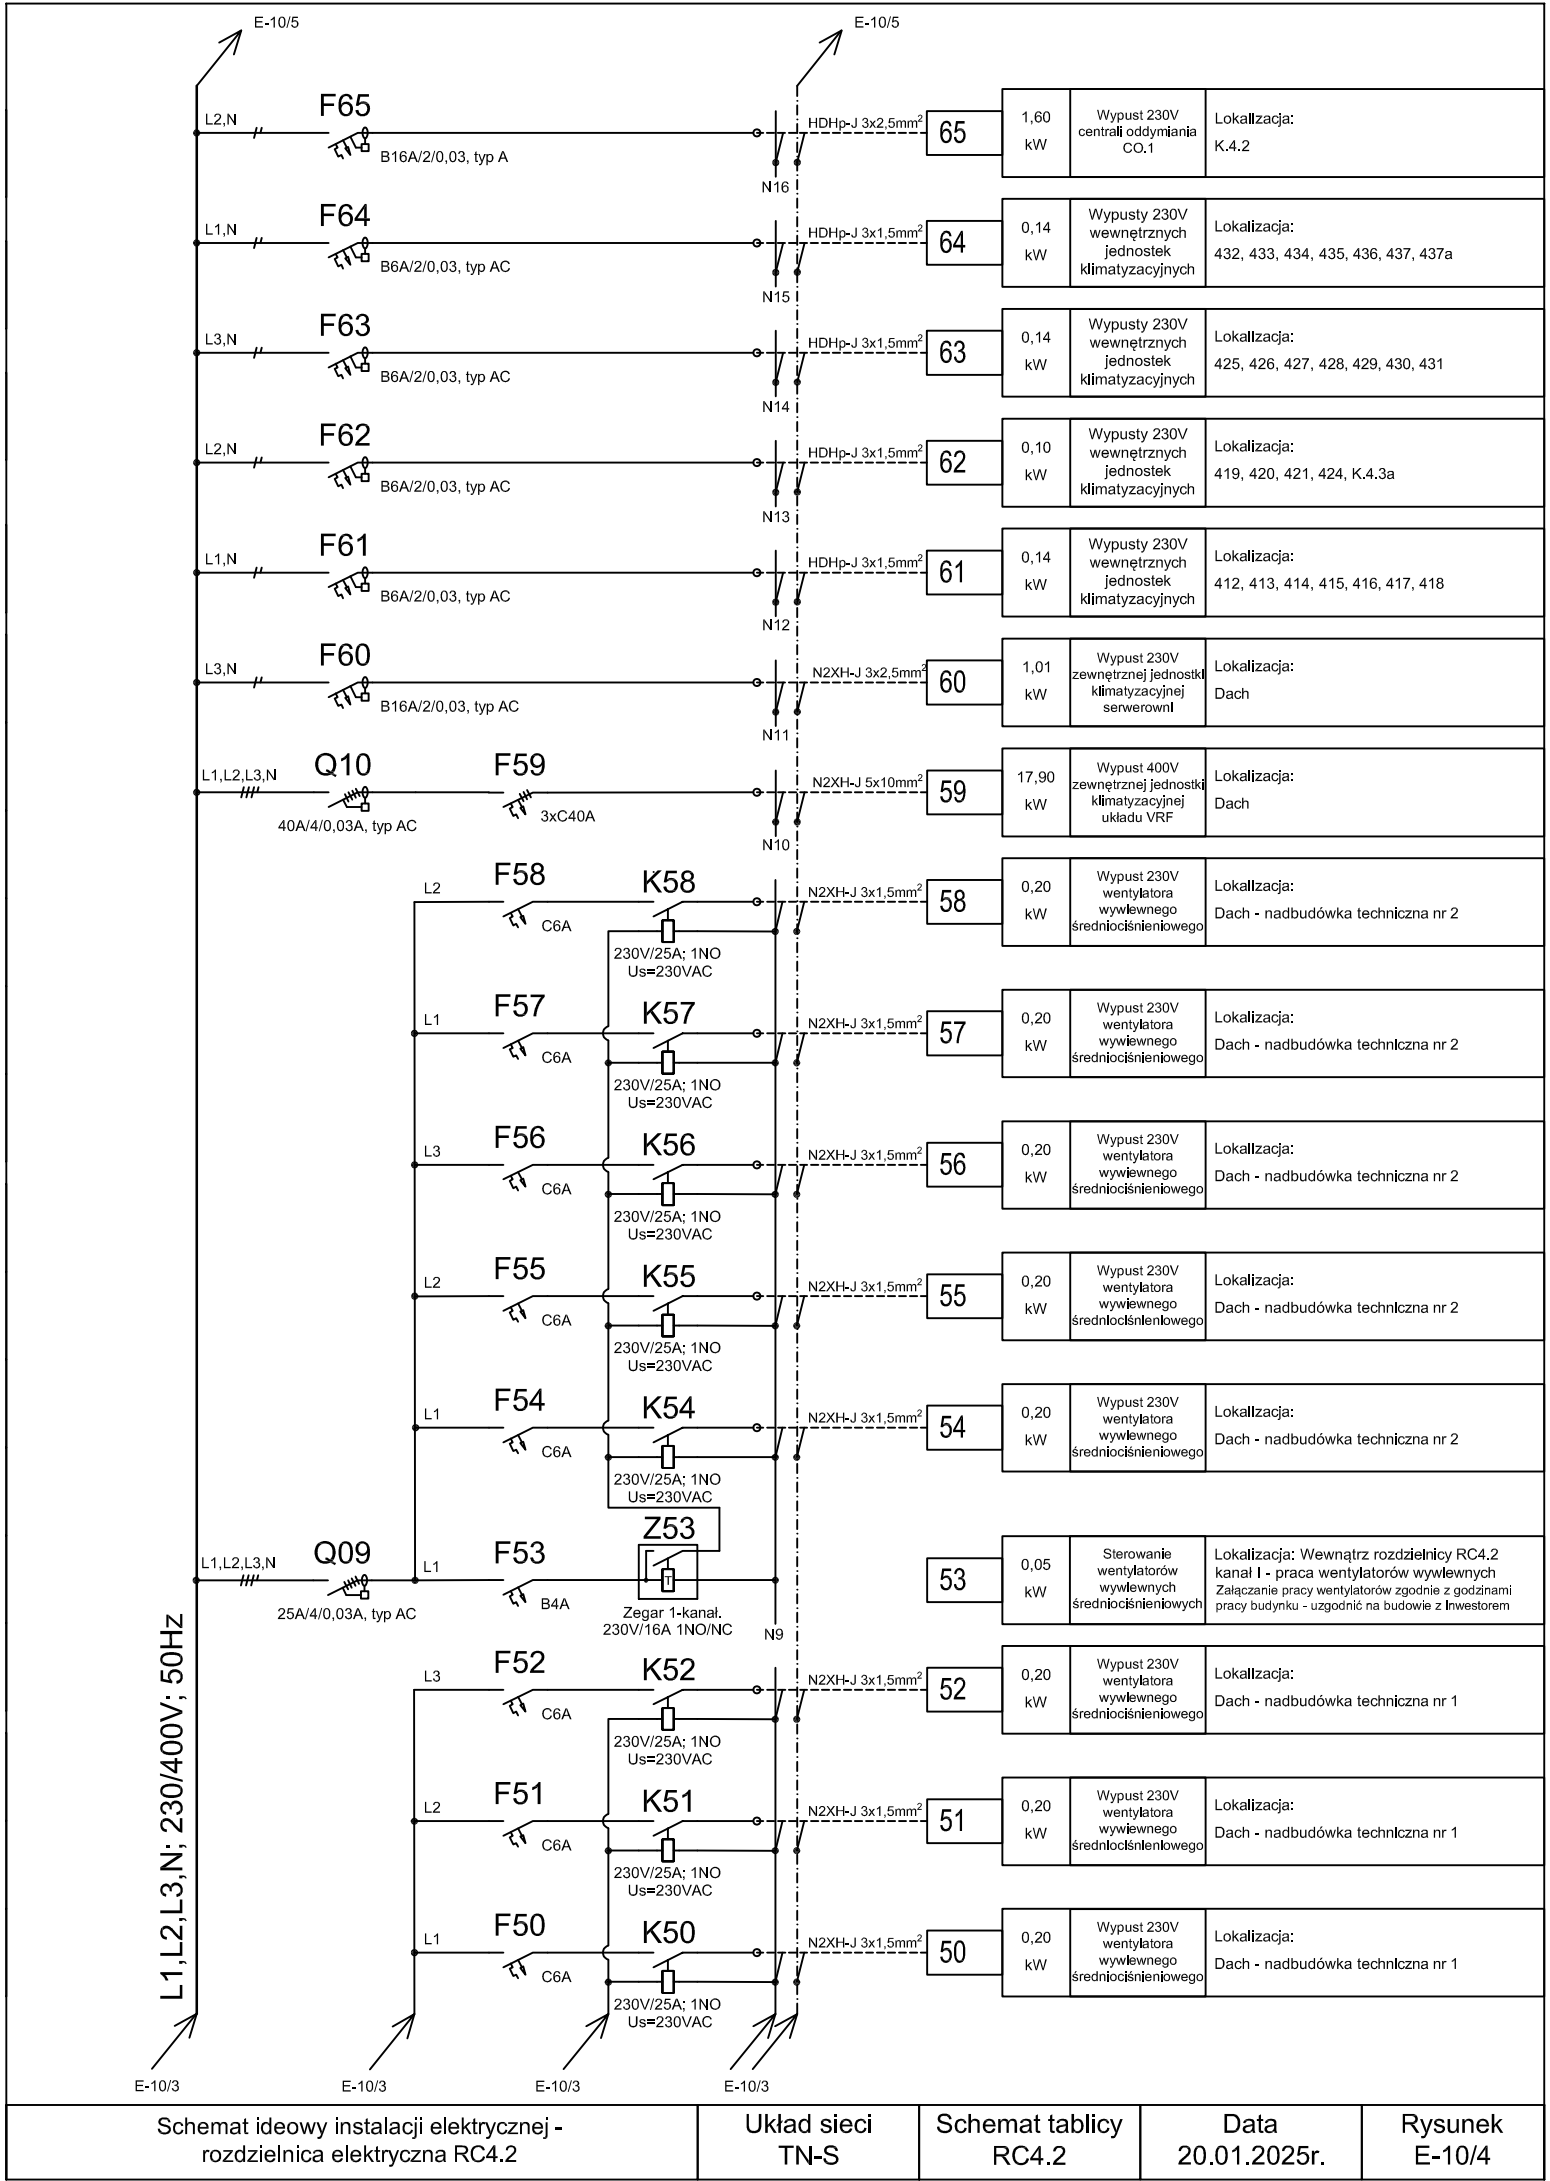 E-10/5
E-10/5
L2,N
F65
B16A/2/0,03, typ A
N16
HDHp-J 3x2,5mm²
65
1,60
kW
Wypust 230V
centrali oddymiania
CO.1
Lokalizacja:
K.4.2
L1,N
F64
B6A/2/0,03, typ AC
N15
HDHp-J 3x1,5mm²
64
0,14
kW
Wypusty 230V
wewnętrznych
jednostek
klimatyzacyjnych
Lokalizacja:
432, 433, 434, 435, 436, 437, 437a
L3,N
F63
B6A/2/0,03, typ AC
N14
HDHp-J 3x1,5mm²
63
0,14
kW
Wypusty 230V
wewnętrznych
jednostek
klimatyzacyjnych
Lokalizacja:
425, 426, 427, 428, 429, 430, 431
L2,N
F62
B6A/2/0,03, typ AC
N13
HDHp-J 3x1,5mm²
62
0,10
kW
Wypusty 230V
wewnętrznych
jednostek
klimatyzacyjnych
Lokalizacja:
419, 420, 421, 424, K.4.3a
L1,N
F61
B6A/2/0,03, typ AC
N12
HDHp-J 3x1,5mm²
61
0,14
kW
Wypusty 230V
wewnętrznych
jednostek
klimatyzacyjnych
Lokalizacja:
412, 413, 414, 415, 416, 417, 418
L3,N
F60
B16A/2/0,03, typ AC
N11
N2XH-J 3x2,5mm²
60
1,01
kW
Wypust 230V
zewnętrznej jednostki
klimatyzacyjnej
serwerowni
Lokalizacja:
Dach
L1,L2,L3,N
Q10
40A/4/0,03A, typ AC
F59
3xC40A
N10
N2XH-J 5x10mm²
59
17,90
kW
Wypust 400V
zewnętrznej jednostki
klimatyzacyjnej
układu VRF
Lokalizacja:
Dach
L2
F58
C6A
K58
230V/25A; 1NO
Us=230VAC
N2XH-J 3x1,5mm²
58
0,20
kW
Wypust 230V
wentylatora
wywiewnego
średniociśnieniowego
Lokalizacja:
Dach - nadbudówka techniczna nr 2
L1
F57
C6A
K57
230V/25A; 1NO
Us=230VAC
N2XH-J 3x1,5mm²
57
0,20
kW
Wypust 230V
wentylatora
wywiewnego
średniociśnieniowego
Lokalizacja:
Dach - nadbudówka techniczna nr 2
L3
F56
C6A
K56
230V/25A; 1NO
Us=230VAC
N2XH-J 3x1,5mm²
56
0,20
kW
Wypust 230V
wentylatora
wywiewnego
średniociśnieniowego
Lokalizacja:
Dach - nadbudówka techniczna nr 2
L2
F55
C6A
K55
230V/25A; 1NO
Us=230VAC
N2XH-J 3x1,5mm²
55
0,20
kW
Wypust 230V
wentylatora
wywiewnego
średniociśnieniowego
Lokalizacja:
Dach - nadbudówka techniczna nr 2
L1
F54
C6A
K54
230V/25A; 1NO
Us=230VAC
N2XH-J 3x1,5mm²
54
0,20
kW
Wypust 230V
wentylatora
wywiewnego
średniociśnieniowego
Lokalizacja:
Dach - nadbudówka techniczna nr 2
L1,L2,L3,N
Q09
25A/4/0,03A, typ AC
L1
F53
B4A
Z53
T
Zegar 1-kanał.
230V/16A 1NO/NC
N9
53
0,05
kW
Sterowanie
wentylatorów
wywiewnych
średniociśnieniowych
Lokalizacja: Wewnątrz rozdzielnicy RC4.2
kanał I - praca wentylatorów wywiewnych
Załączanie pracy wentylatorów zgodnie z godzinami
pracy budynku - uzgodnić na budowie z Inwestorem
L3
F52
C6A
K52
230V/25A; 1NO
Us=230VAC
N2XH-J 3x1,5mm²
52
0,20
kW
Wypust 230V
wentylatora
wywiewnego
średniociśnieniowego
Lokalizacja:
Dach - nadbudówka techniczna nr 1
L2
F51
C6A
K51
230V/25A; 1NO
Us=230VAC
N2XH-J 3x1,5mm²
51
0,20
kW
Wypust 230V
wentylatora
wywiewnego
średniociśnieniowego
Lokalizacja:
Dach - nadbudówka techniczna nr 1
L1
F50
C6A
K50
230V/25A; 1NO
Us=230VAC
N2XH-J 3x1,5mm²
50
0,20
kW
Wypust 230V
wentylatora
wywiewnego
średniociśnieniowego
Lokalizacja:
Dach - nadbudówka techniczna nr 1
L1,L2,L3,N; 230/400V; 50Hz
E-10/3
E-10/3
E-10/3
E-10/3
Schemat ideowy instalacji elektrycznej -
rozdzielnica elektryczna RC4.2
Układ sieci
TN-S
Schemat tablicy
RC4.2
Data
20.01.2025r.
Rysunek
E-10/4